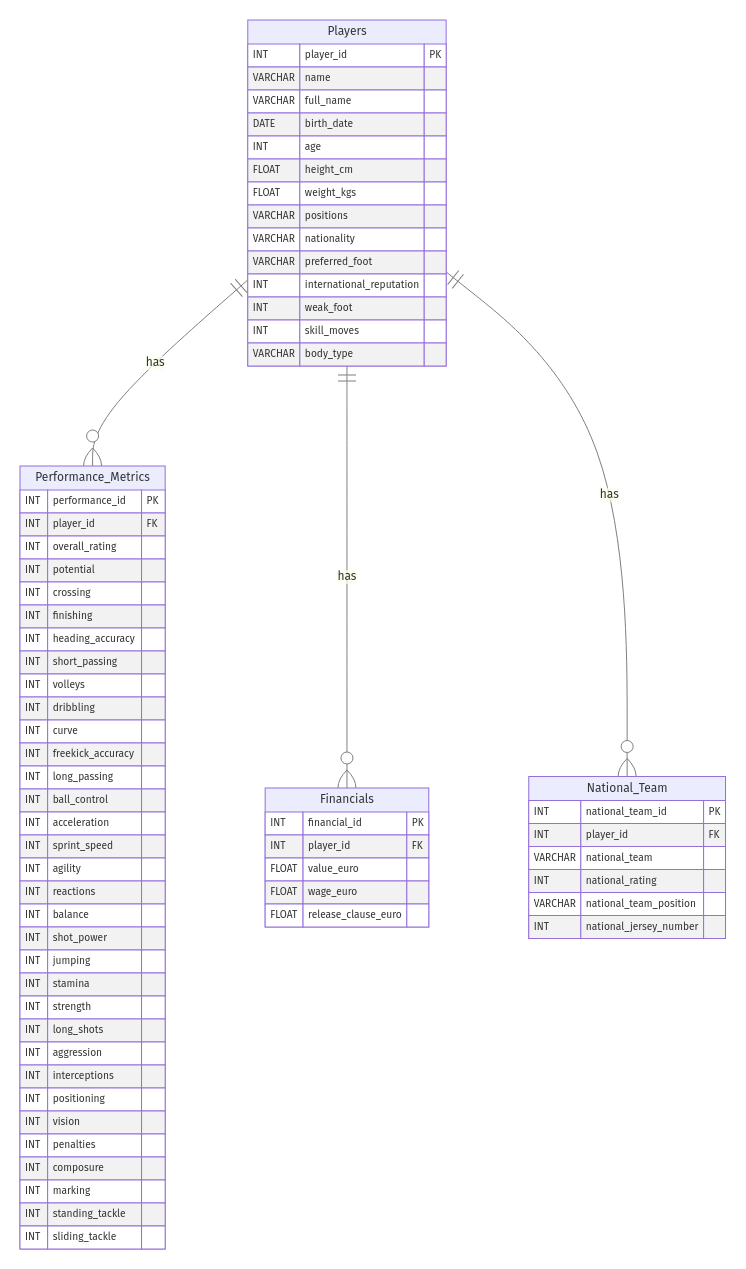 Players
INT player_id PK
VARCHAR name
VARCHAR full_name
DATE birth_date
INT age
FLOAT height_cm
FLOAT weight_kgs
VARCHAR positions
VARCHAR nationality
VARCHAR preferred_foot
INT international_reputation
INT weak_foot
INT skill_moves
VARCHAR body_type
has
has
has
Performance_Metrics
INT performance_id PK
INT player_id FK
INT overall_rating
INT potential
INT crossing
INT finishing
INT heading_accuracy
INT short_passing
INT volleys
INT dribbling
INT curve
INT freekick_accuracy
INT long_passing
INT ball_control
INT acceleration
INT sprint_speed
INT agility
INT reactions
INT balance
INT shot_power
INT jumping
INT stamina
INT strength
INT long_shots
INT aggression
INT interceptions
INT positioning
INT vision
INT penalties
INT composure
INT marking
INT standing_tackle
INT sliding_tackle
Financials
INT financial_id PK
INT player_id FK
FLOAT value_euro
FLOAT wage_euro
FLOAT release_clause_euro
National_Team
INT national_team_id PK
INT player_id FK
VARCHAR national_team
INT national_rating
VARCHAR national_team_position
INT national_jersey_number